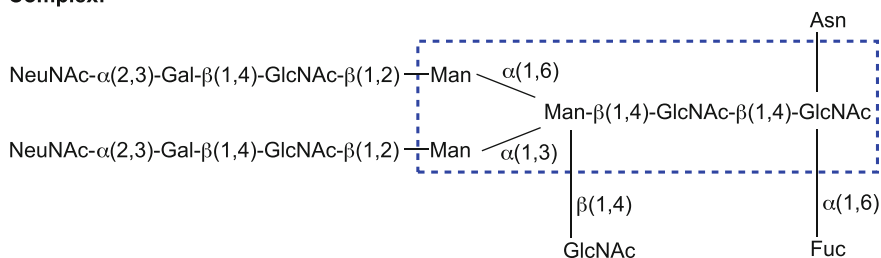 Complex:
Asn
NeuNAc-α(2,3)-Gal-β(1,4)-GlcNAc-β(1,2)
Man
α(1,6)
Man-β(1,4)-GlcNAc-β(1,4)-GlcNAc
NeuNAc-α(2,3)-Gal-β(1,4)-GlcNAc-β(1,2)
Man
α(1,3)
β(1,4)
α(1,6)
GlcNAc
Fuc